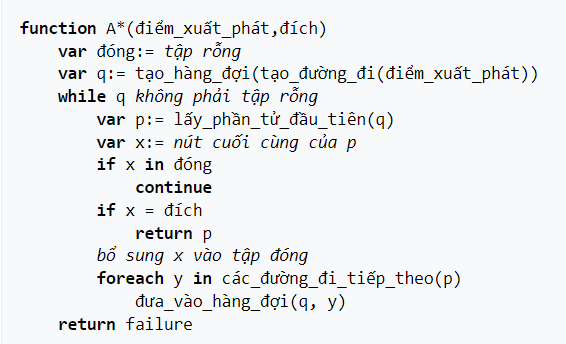 function A*(điểm_xuất_phát,đích)
var đóng:= tập rỗng
var q:= tạo_hàng_đợi(tạo_đường_đi(điểm_xuất_phát))
while q không phải tập rỗng
var p:= lấy_phần_tử_đầu_tiên(q)
var x:= nút cuối cùng của p
if x in đóng
continue
if x = đích
return p
bổ sung x vào tập đóng
foreach y in các_đường_đi_tiếp_theo(p)
đưa_vào_hàng_đợi(q, y)
return failure